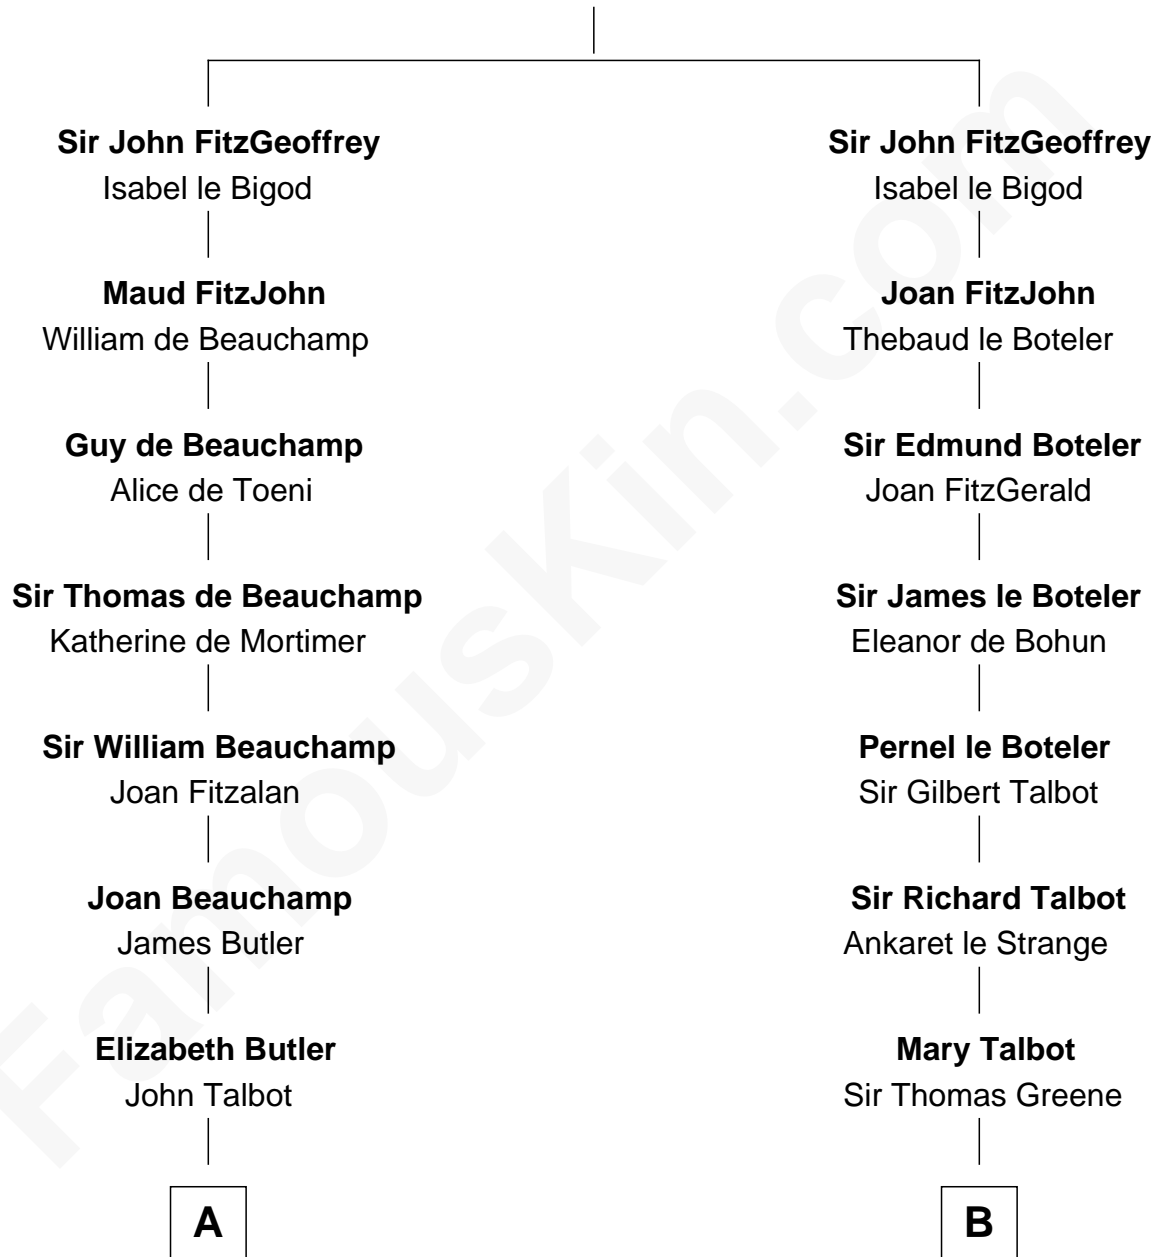 Sir John FitzGeoffrey
Isabel le Bigod
Maud FitzJohn
William de Beauchamp
Guy de Beauchamp
Alice de Toeni
Sir Thomas de Beauchamp
Katherine de Mortimer
Sir William Beauchamp
Joan Fitzalan
Joan Beauchamp
James Butler
Elizabeth Butler
John Talbot
A
Sir John FitzGeoffrey
Isabel le Bigod
Joan FitzJohn
Thebaud le Boteler
Sir Edmund Boteler
Joan FitzGerald
Sir James le Boteler
Eleanor de Bohun
Pernel le Boteler
Sir Gilbert Talbot
Sir Richard Talbot
Ankaret le Strange
Mary Talbot
Sir Thomas Greene
B
FamousKin.com